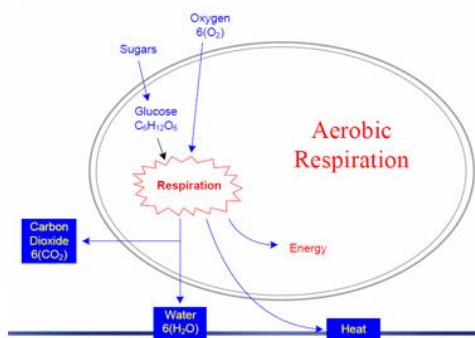 Oxygen
6(O₂)
Sugars
Glucose
C₆H₁₂O₆
Aerobic
Respiration
Respiration
Carbon
Dioxide
6(CO₂)
Energy
Water
6(H₂O)
Heat